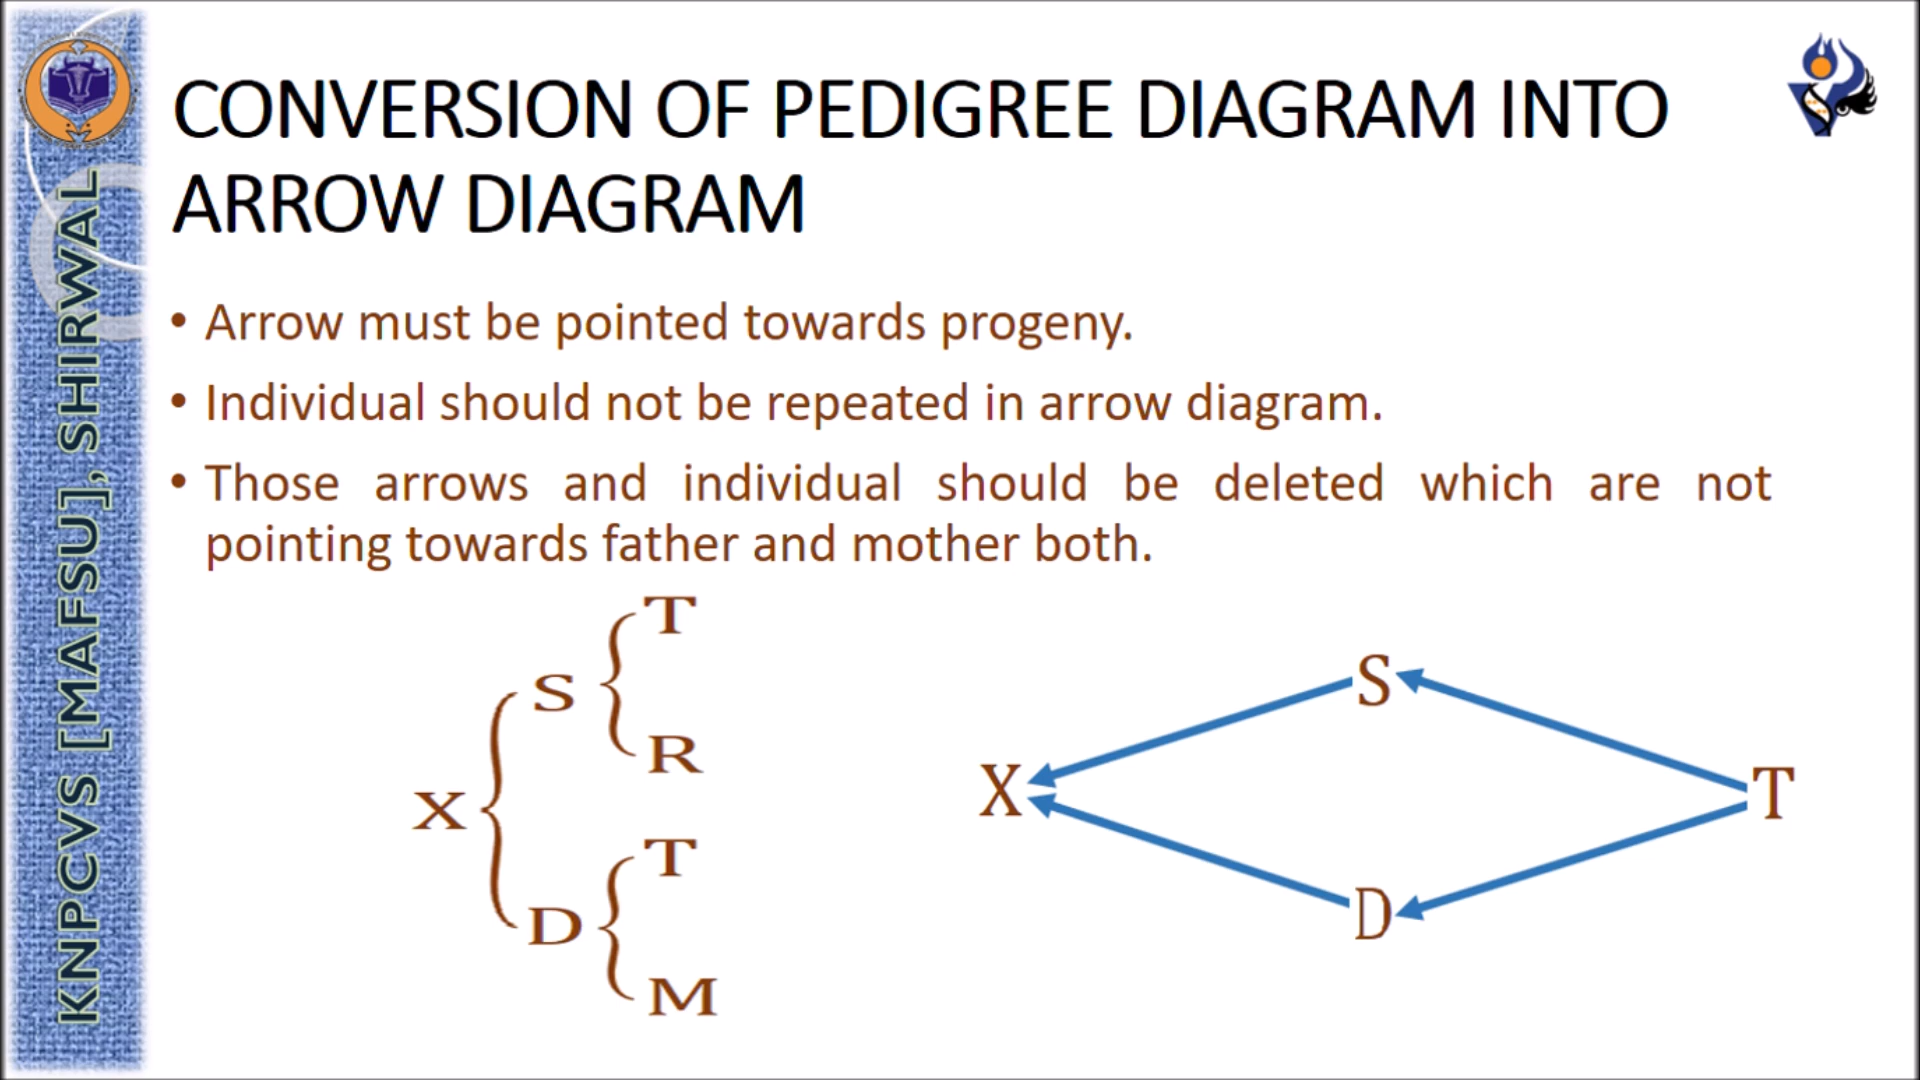 CONVERSION OF PEDIGREE DIAGRAM INTO
ARROW DIAGRAM
• Arrow must be pointed towards progeny.
• Individual should not be repeated in arrow diagram.
• Those arrows and individual should be deleted which are not
pointing towards father and mother both.
T
S
R
X
T
D
M
S
X
T
D
KNPCVS [MAFSU], SHIRWAL